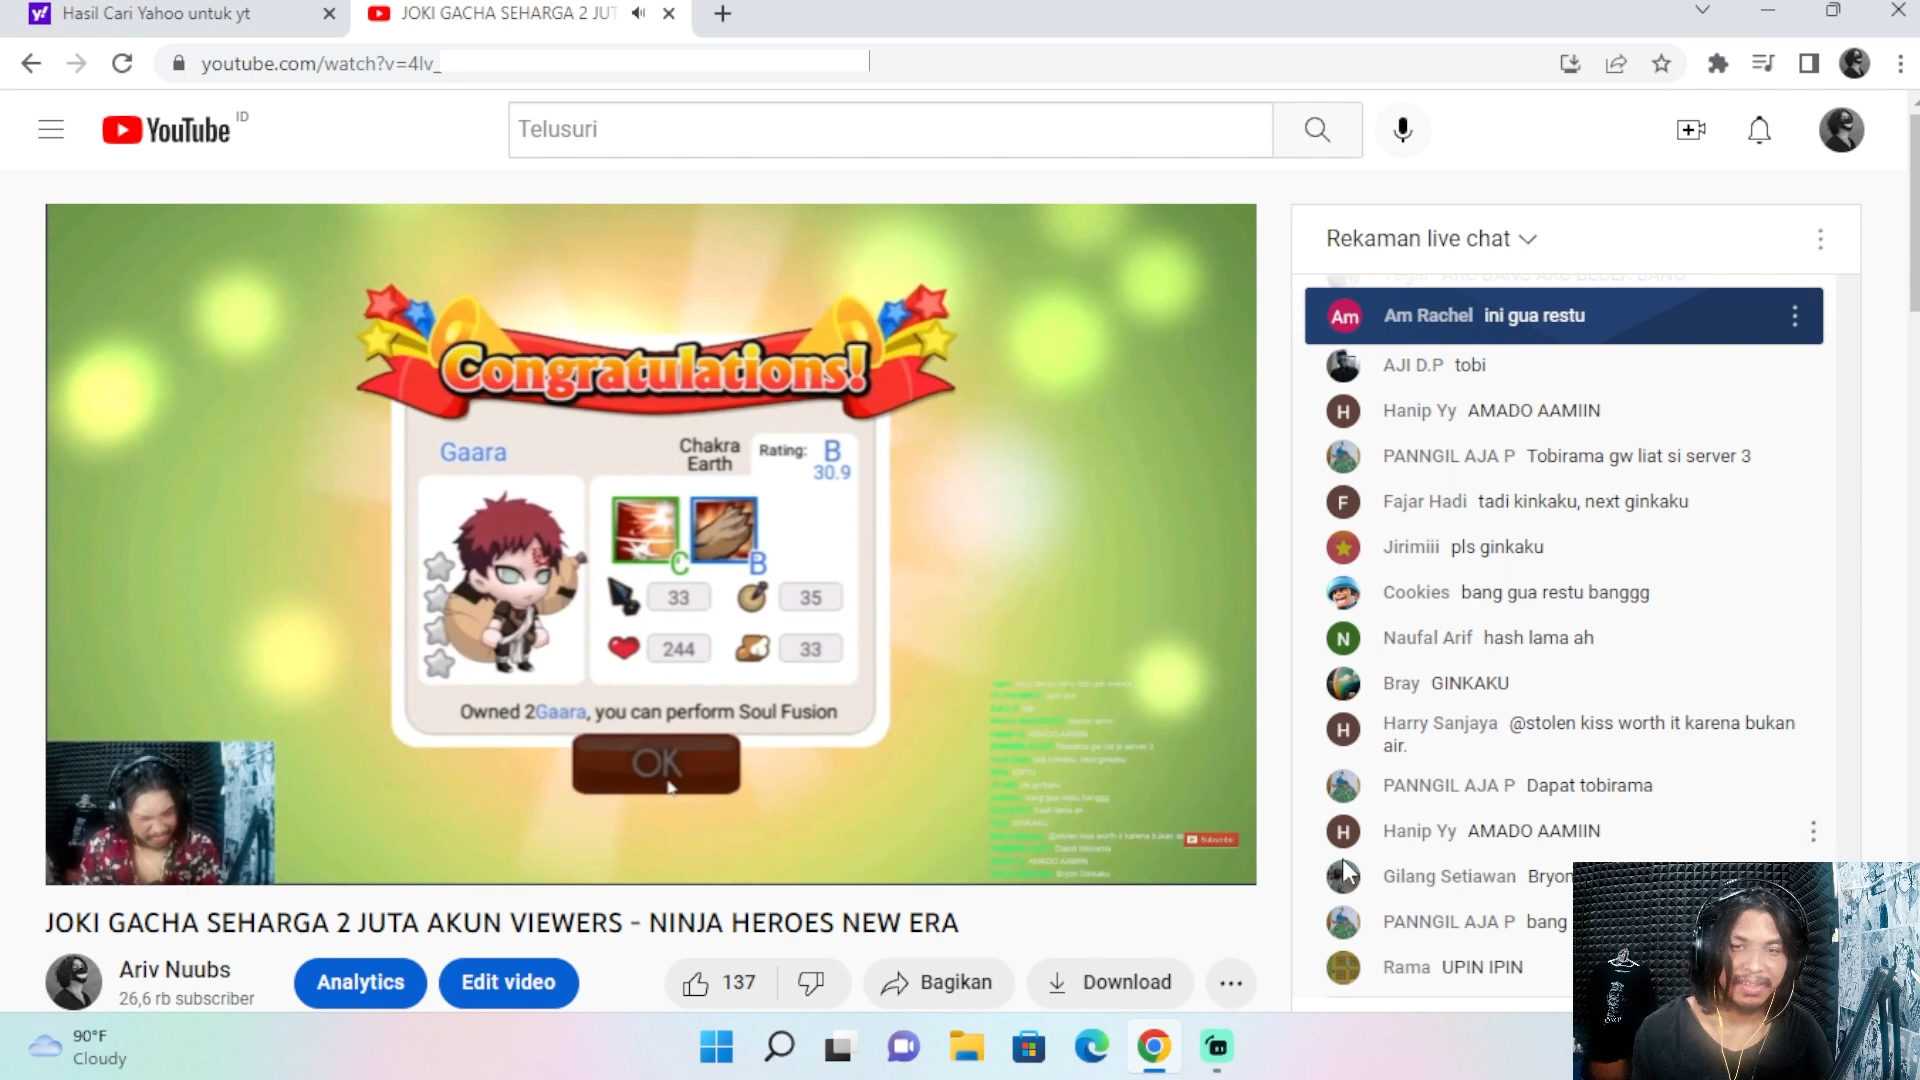 Hasil Cari Yahoo untuk yt
JOKI GACHA SEHARGA 2 JUT
youtube.com/watch?v=4lv_
YouTube ID
Telusuri
Congratulations!
Gaara
Chakra
Earth
Rating: B
30.9
C
B
33
35
244
33
Owned 2Gaara, you can perform Soul Fusion
OK
Subscribe
JOKI GACHA SEHARGA 2 JUTA AKUN VIEWERS - NINJA HEROES NEW ERA
Ariv Nuubs
26,6 rb subscriber
Analytics
Edit video
137
Bagikan
Download
Rekaman live chat
Am Am Rachel ini gua restu
AJI D.P tobi
H Hanip Yy AMADO AAMIIN
PANNGIL AJA P Tobirama gw liat si server 3
F Fajar Hadi tadi kinkaku, next ginkaku
Jirimiii pls ginkaku
Cookies bang gua restu banggg
N Naufal Arif hash lama ah
Bray GINKAKU
H Harry Sanjaya @stolen kiss worth it karena bukan
air.
PANNGIL AJA P Dapat tobirama
H Hanip Yy AMADO AAMIIN
Gilang Setiawan Bryon
PANNGIL AJA P bang
Rama UPIN IPIN
90°F
Cloudy